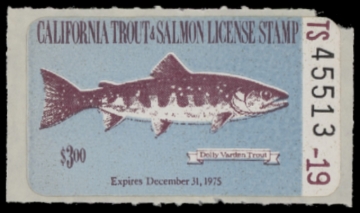 CALIFORNIA TROUT & SALMON LICENSE STAMP
$3.00
Dolly Varden Trout
Expires December 31, 1975
TS 45513 -19